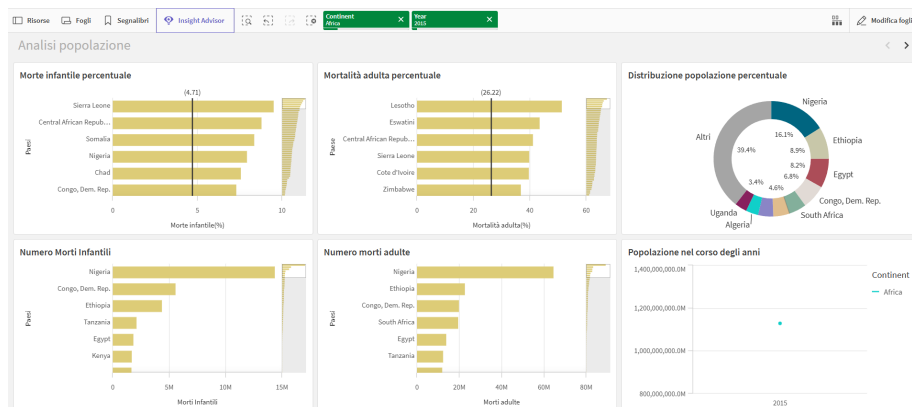 Risorse
Fogli
Segnalibri
Insight Advisor
Continent
Africa
Year
2015
Modifica fogli
Analisi popolazione
Morte infantile percentuale
(4.71)
Paesi
Sierra Leone
Central African Repub…
Somalia
Nigeria
Chad
Congo, Dem. Rep.
0
5
10
Morte infantile(%)
Mortalità adulta percentuale
(26.22)
Paese
Lesotho
Eswatini
Central African Repub…
Sierra Leone
Cote d'Ivoire
Zimbabwe
0
20
40
60
Mortalità adulta(%)
Distribuzione popolazione percentuale
Nigeria
Ethiopia
Egypt
Congo, Dem. Rep.
South Africa
Algeria
Uganda
Altri
16.1%
8.9%
8.2%
6.8%
4.6%
3.4%
39.4%
Numero Morti Infantili
Paesi
Nigeria
Congo, Dem. Rep.
Ethiopia
Tanzania
Egypt
Kenya
0
5M
10M
15M
Morti Infantili
Numero morti adulte
Paesi
Nigeria
Ethiopia
Congo, Dem. Rep.
South Africa
Egypt
Tanzania
0
20M
40M
60M
80M
Morti adulte
Popolazione nel corso degli anni
1,400,000,000.0M
1,200,000,000.0M
1,000,000,000.0M
800,000,000.0M
2015
Continent
Africa